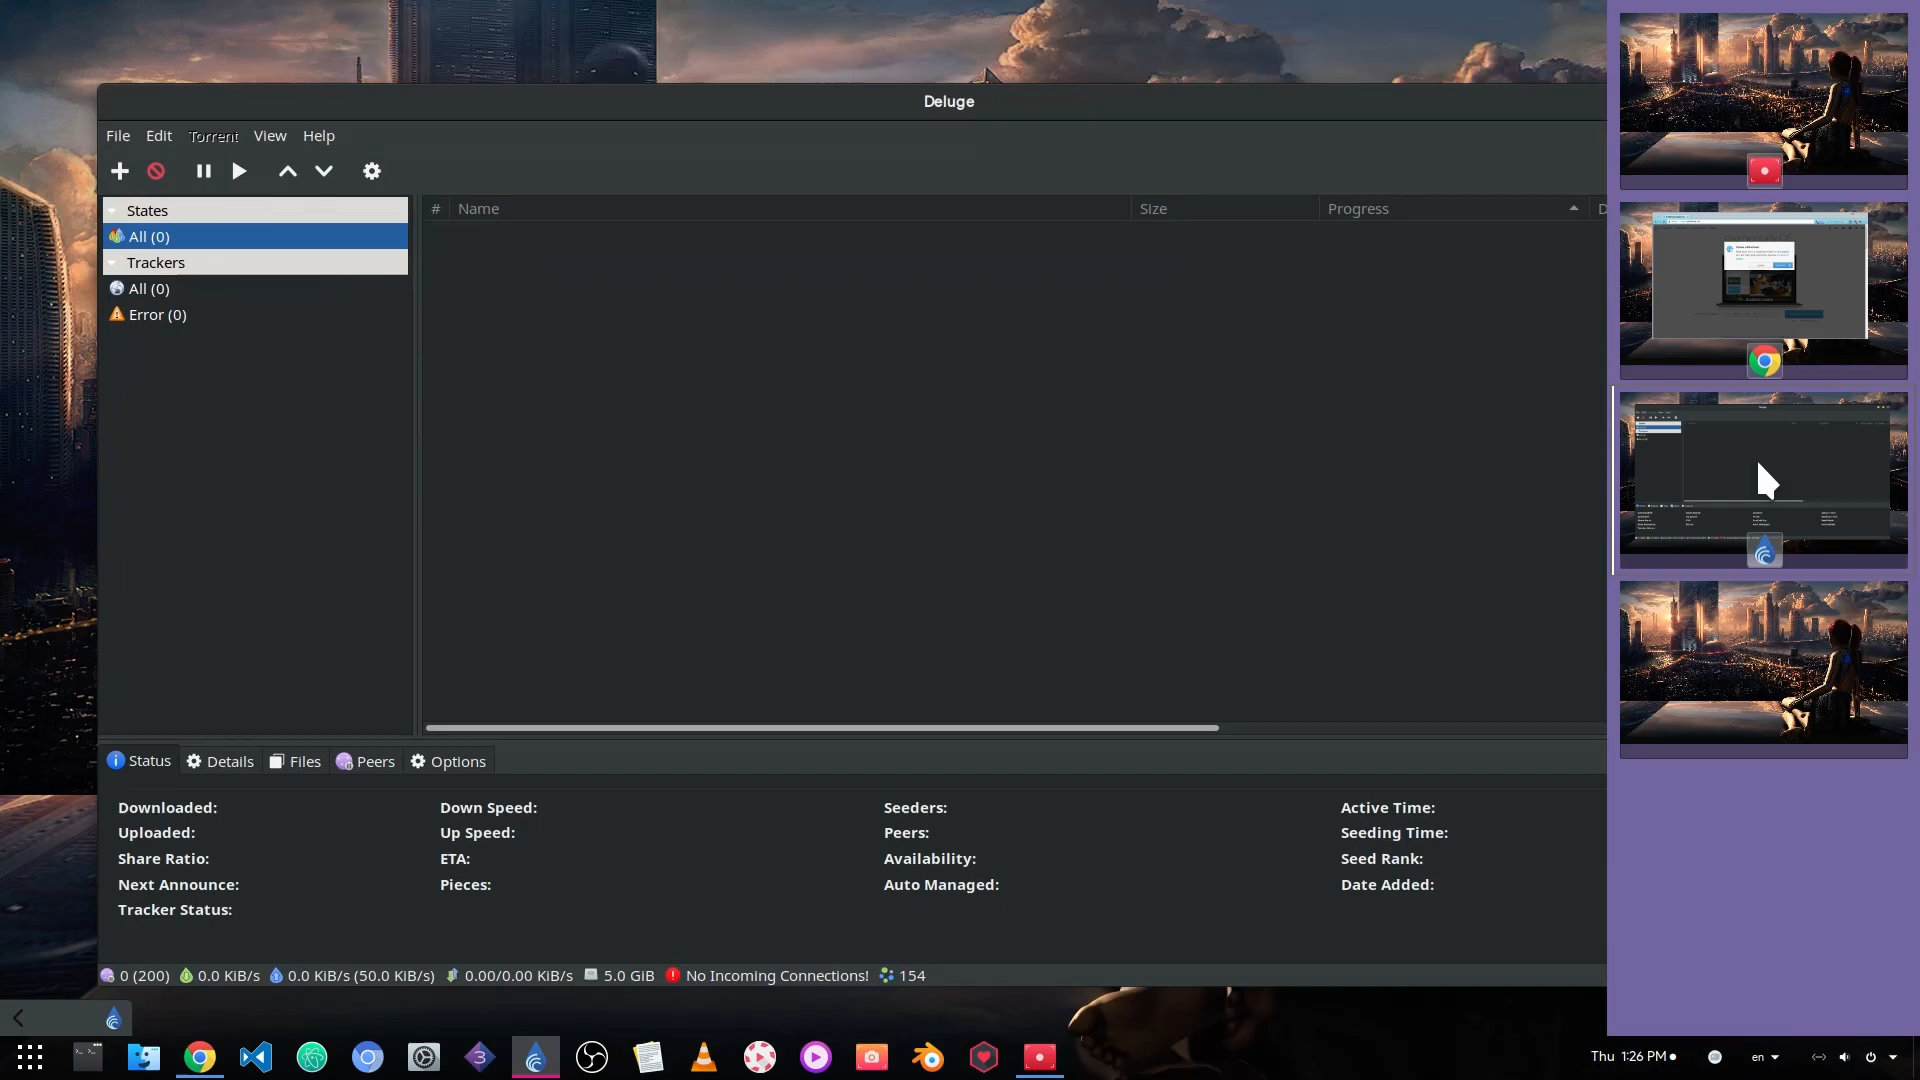 Deluge
File Edit Torrent View Help
States
All (0)
Trackers
All (0)
Error (0)
# Name Size Progress D
Status Details Files Peers Options
Downloaded: Down Speed: Seeders: Active Time:
Uploaded: Up Speed: Peers: Seeding Time:
Share Ratio: ETA: Availability: Seed Rank:
Next Announce: Pieces: Auto Managed: Date Added:
Tracker Status:
0 (200) 0.0 KiB/s 0.0 KiB/s (50.0 KiB/s) 0.00/0.00 KiB/s 5.0 GiB No Incoming Connections! 154
Thu 1:26 PM en